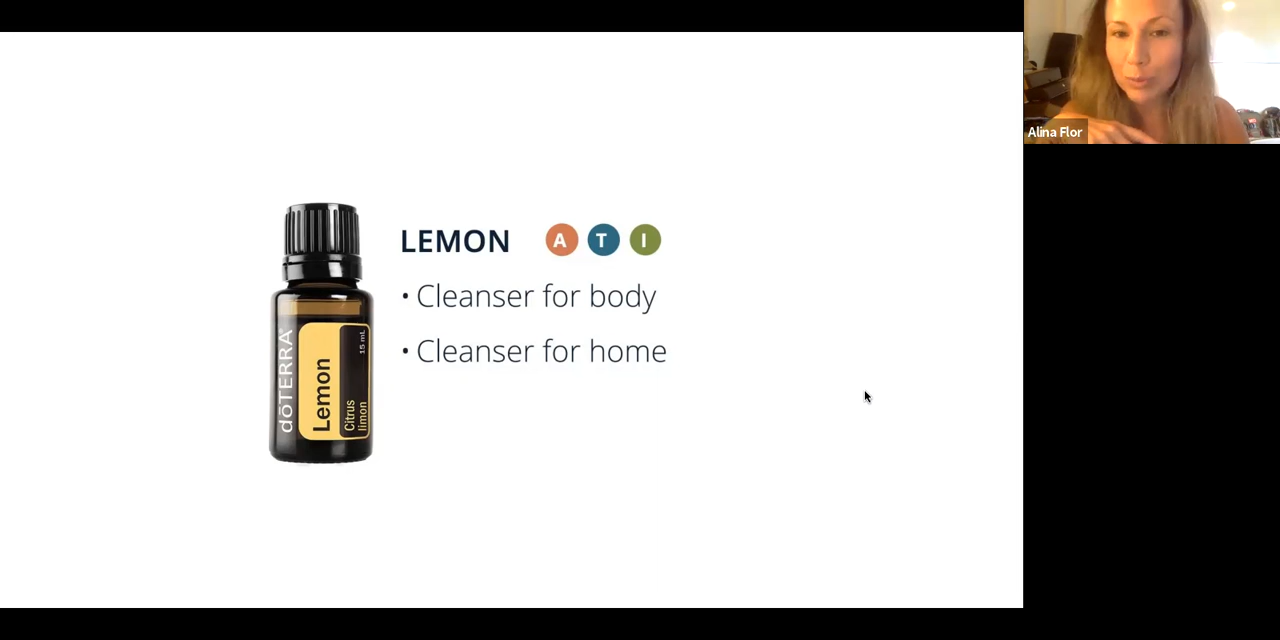 LEMON A T I
• Cleanser for body
• Cleanser for home
dōTERRA®
Lemon
Citrus
limon
15 mL
Alina Flor